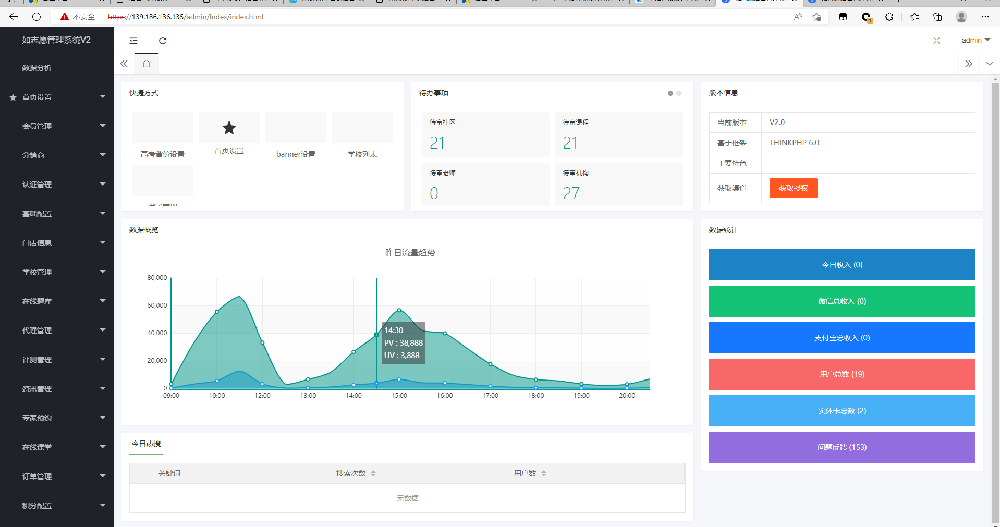 不安全
https://139.186.136.135/admin/Index/index.html
如志愿管理系统V2
admin
数据分析
首页设置
会员管理
分销商
认证管理
基础配置
门店信息
学校管理
在线题库
代理管理
评测管理
资讯管理
专家预约
在线课堂
订单管理
积分配置
快捷方式
高考省份设置
首页设置
banner设置
学校列表
待办事项
待审社区
21
待审课程
21
待审老师
0
待审机构
27
版本信息
当前版本 V2.0
基于框架 THINKPHP 6.0
主要特色
获取渠道 获取授权
数据概览
昨日流量趋势
80,000
60,000
40,000
20,000
0
14:30
PV : 38,888
UV : 3,888
09:00 10:00 12:00 13:00 14:00 15:00 16:00 17:00 18:00 19:00 20:00
数据统计
今日收入 (0)
微信总收入 (0)
支付宝总收入 (0)
用户总数 (19)
实体卡总数 (2)
问题反馈 (153)
今日热搜
关键词 搜索次数 用户数
无数据
1